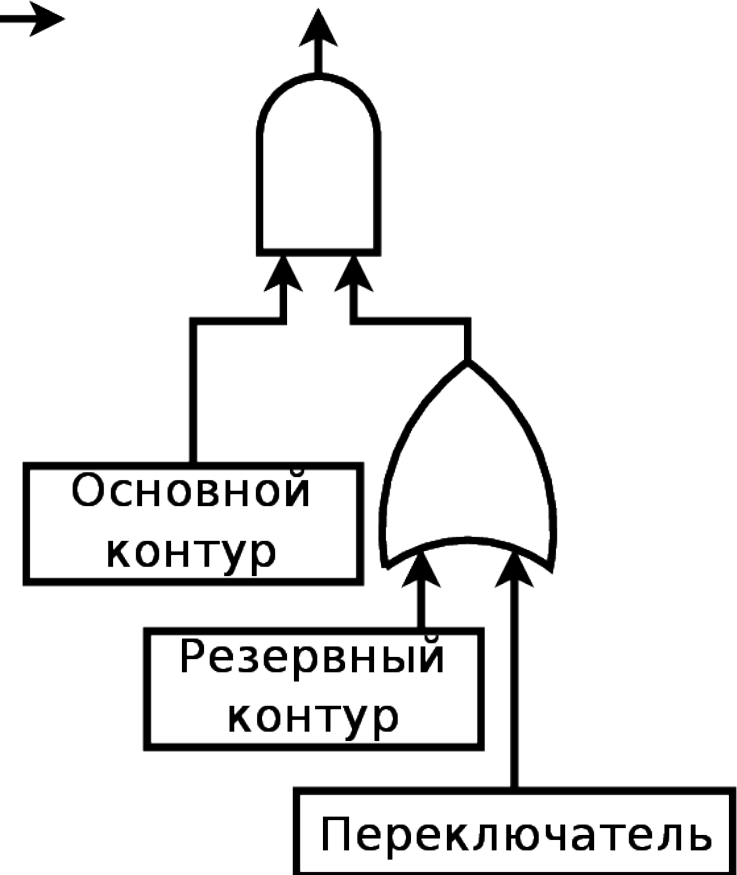 Основной
контур
Резервный
контур
Переключатель